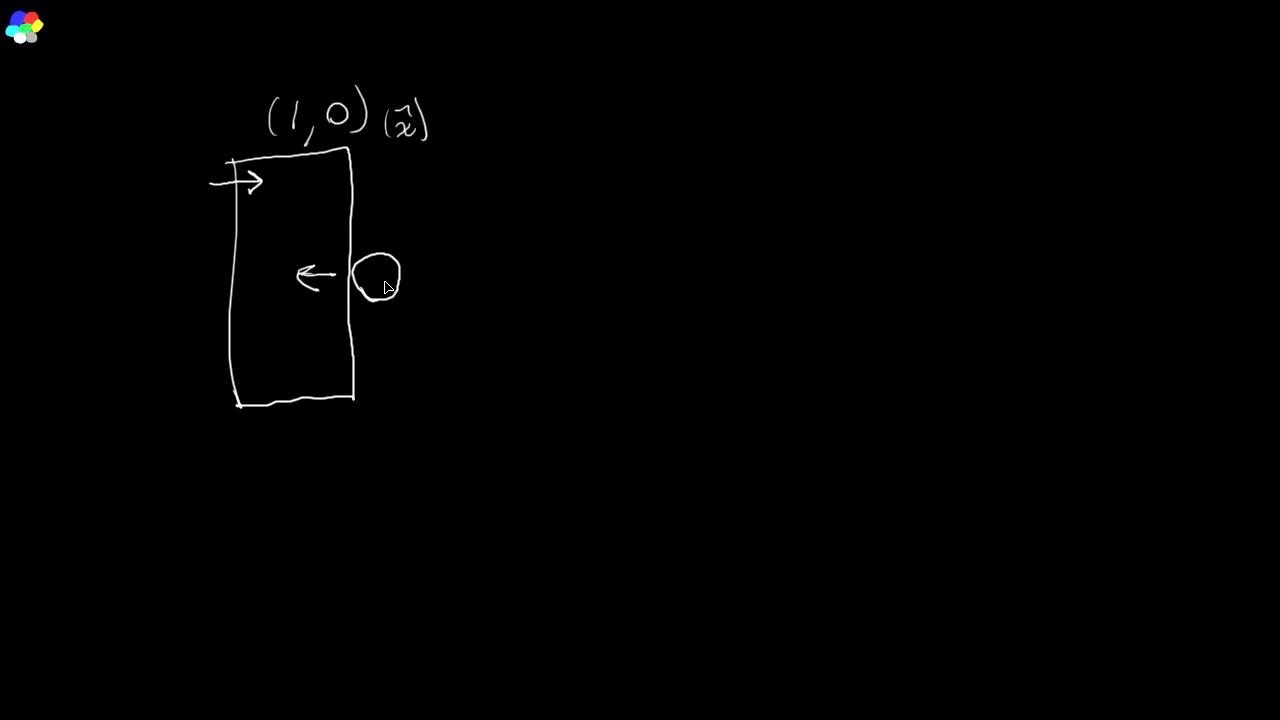 (1, 0) (x⃗)